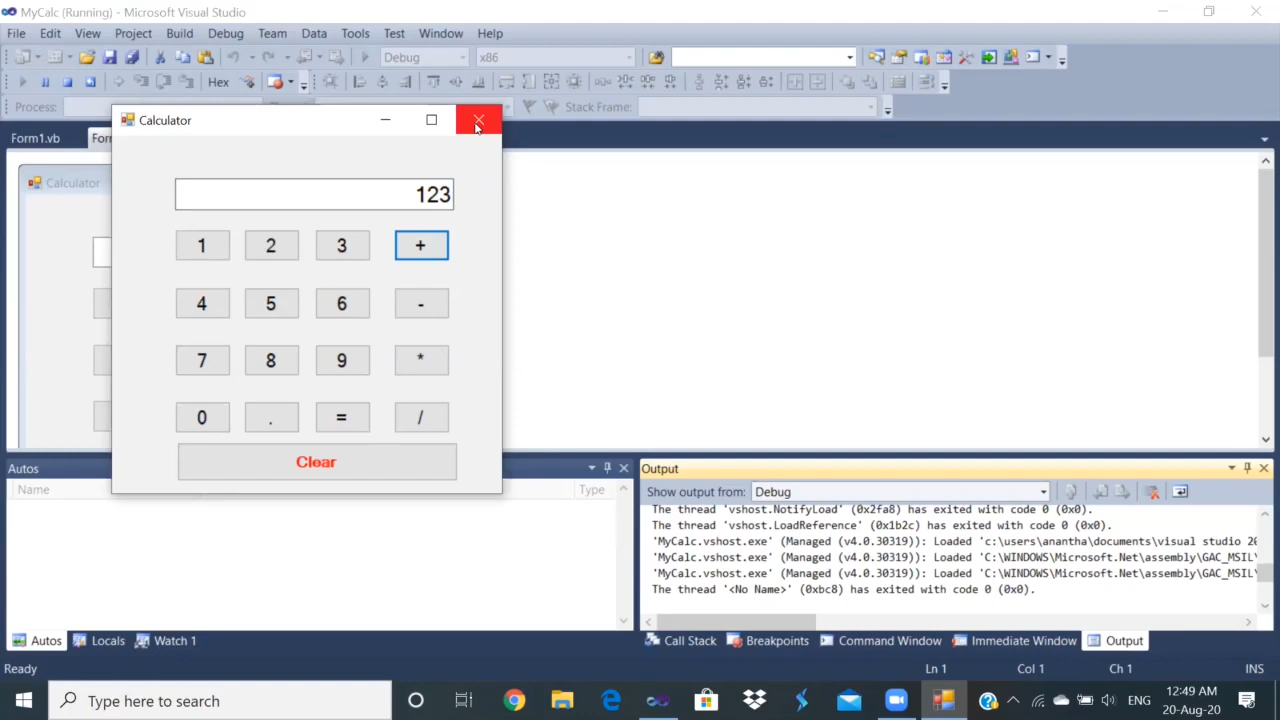 MyCalc (Running) - Microsoft Visual Studio
File Edit View Project Build Debug Team Data Tools Test Window Help
Debug x86
Hex
Process: Stack Frame:
Form1.vb For
Calculator
Calculator
123
1 2 3 +
4 5 6 -
7 8 9 *
0 . = /
Clear
Autos
Name Type
Output
Show output from: Debug
The thread 'vshost.NotifyLoad' (0x2fa8) has exited with code 0 (0x0).
The thread 'vshost.LoadReference' (0x1b2c) has exited with code 0 (0x0).
'MyCalc.vshost.exe' (Managed (v4.0.30319)): Loaded 'c:\users\anantha\documents\visual studio 20
'MyCalc.vshost.exe' (Managed (v4.0.30319)): Loaded 'C:\WINDOWS\Microsoft.Net\assembly\GAC_MSIL\
'MyCalc.vshost.exe' (Managed (v4.0.30319)): Loaded 'C:\WINDOWS\Microsoft.Net\assembly\GAC_MSIL\
The thread '<No Name>' (0xbc8) has exited with code 0 (0x0).
Autos Locals Watch 1
Call Stack Breakpoints Command Window Immediate Window Output
Ready Ln 1 Col 1 Ch 1 INS
Type here to search
ENG
12:49 AM
20-Aug-20